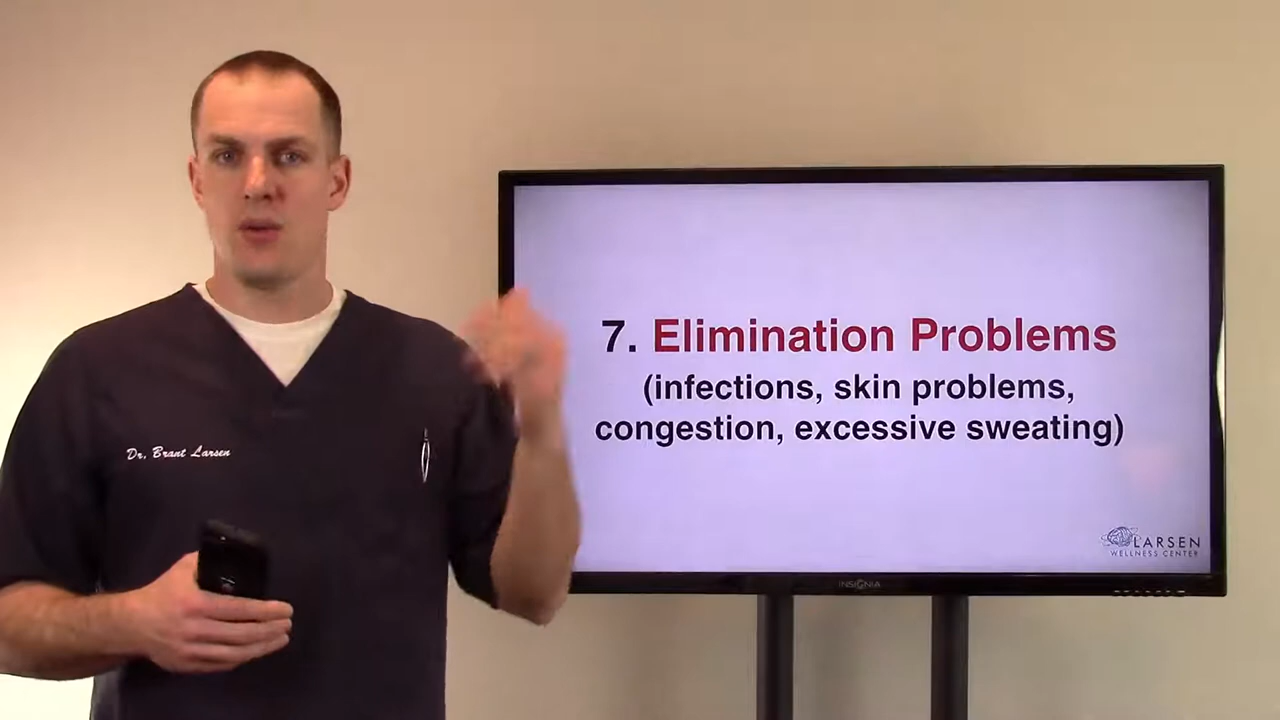 Dr. Brant Larsen
7. Elimination Problems
(infections, skin problems,
congestion, excessive sweating)
LARSEN
WELLNESS CENTER
INSIGNIA